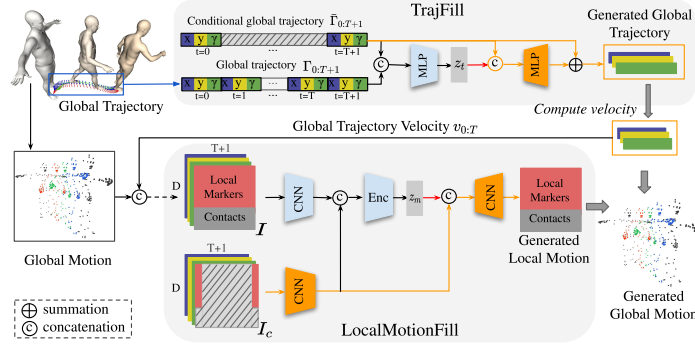 TrajFill
Conditional global trajectory Γ̄0:T+1
x y γ x y γ
t=0 ... t=T+1
Global trajectory Γ0:T+1
x y γ x y γ x y γ x y γ
t=0 t=1 ... t=T t=T+1
C
MLP
zt
C
MLP
Generated Global
Trajectory
Global Trajectory
Compute velocity
Global Trajectory Velocity v0:T
C
Global Motion
T+1
D
Local
Markers
Contacts
I
CNN
C
Enc
zm
C
CNN
Local
Markers
Contacts
Generated
Local Motion
T+1
D
Ic
CNN
LocalMotionFill
Generated
Global Motion
summation
C concatenation